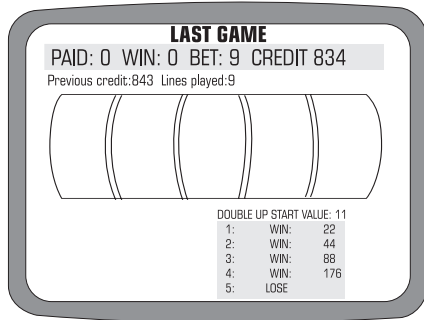 LAST GAME
PAID: 0 WIN: 0 BET: 9 CREDIT 834
Previous credit:843 Lines played:9
DOUBLE UP START VALUE: 11
1: WIN: 22
2: WIN: 44
3: WIN: 88
4: WIN: 176
5: LOSE